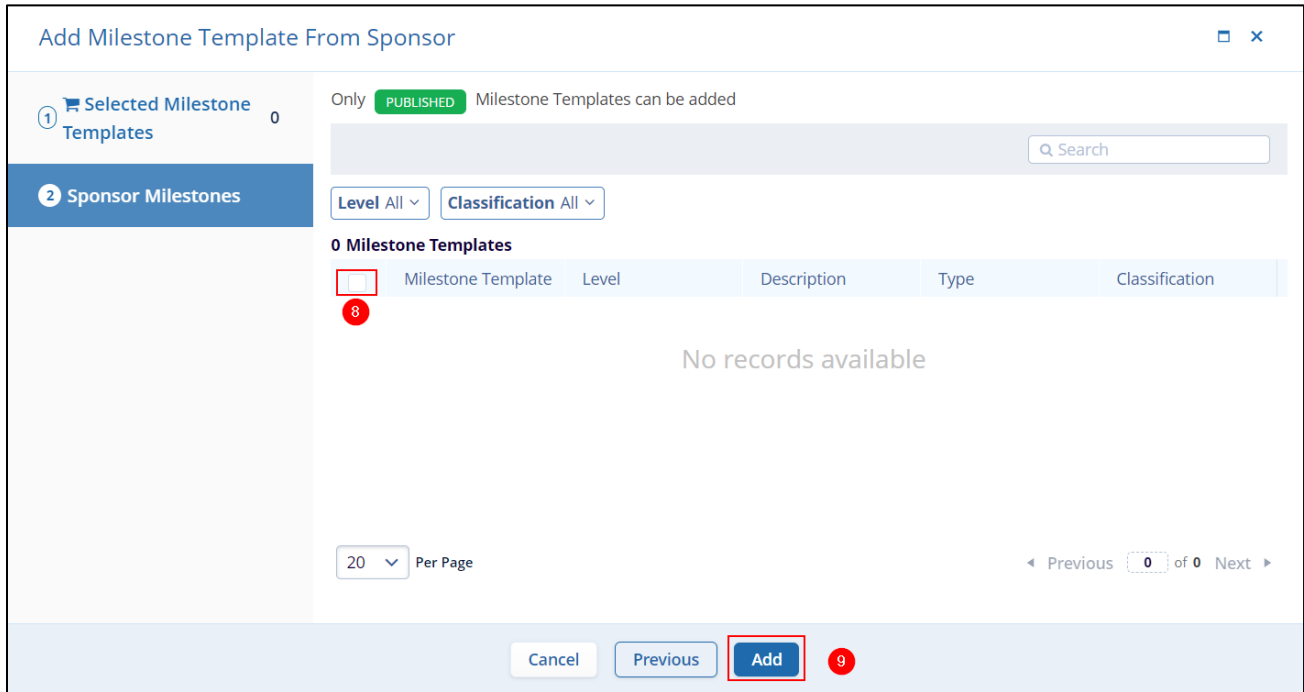 Add Milestone Template From Sponsor
1 Selected Milestone Templates 0
2 Sponsor Milestones
Only PUBLISHED Milestone Templates can be added
Search
Level All Classification All
0 Milestone Templates
Milestone Template Level Description Type Classification
8
No records available
20 Per Page
Previous 0 of 0 Next
Cancel Previous Add 9